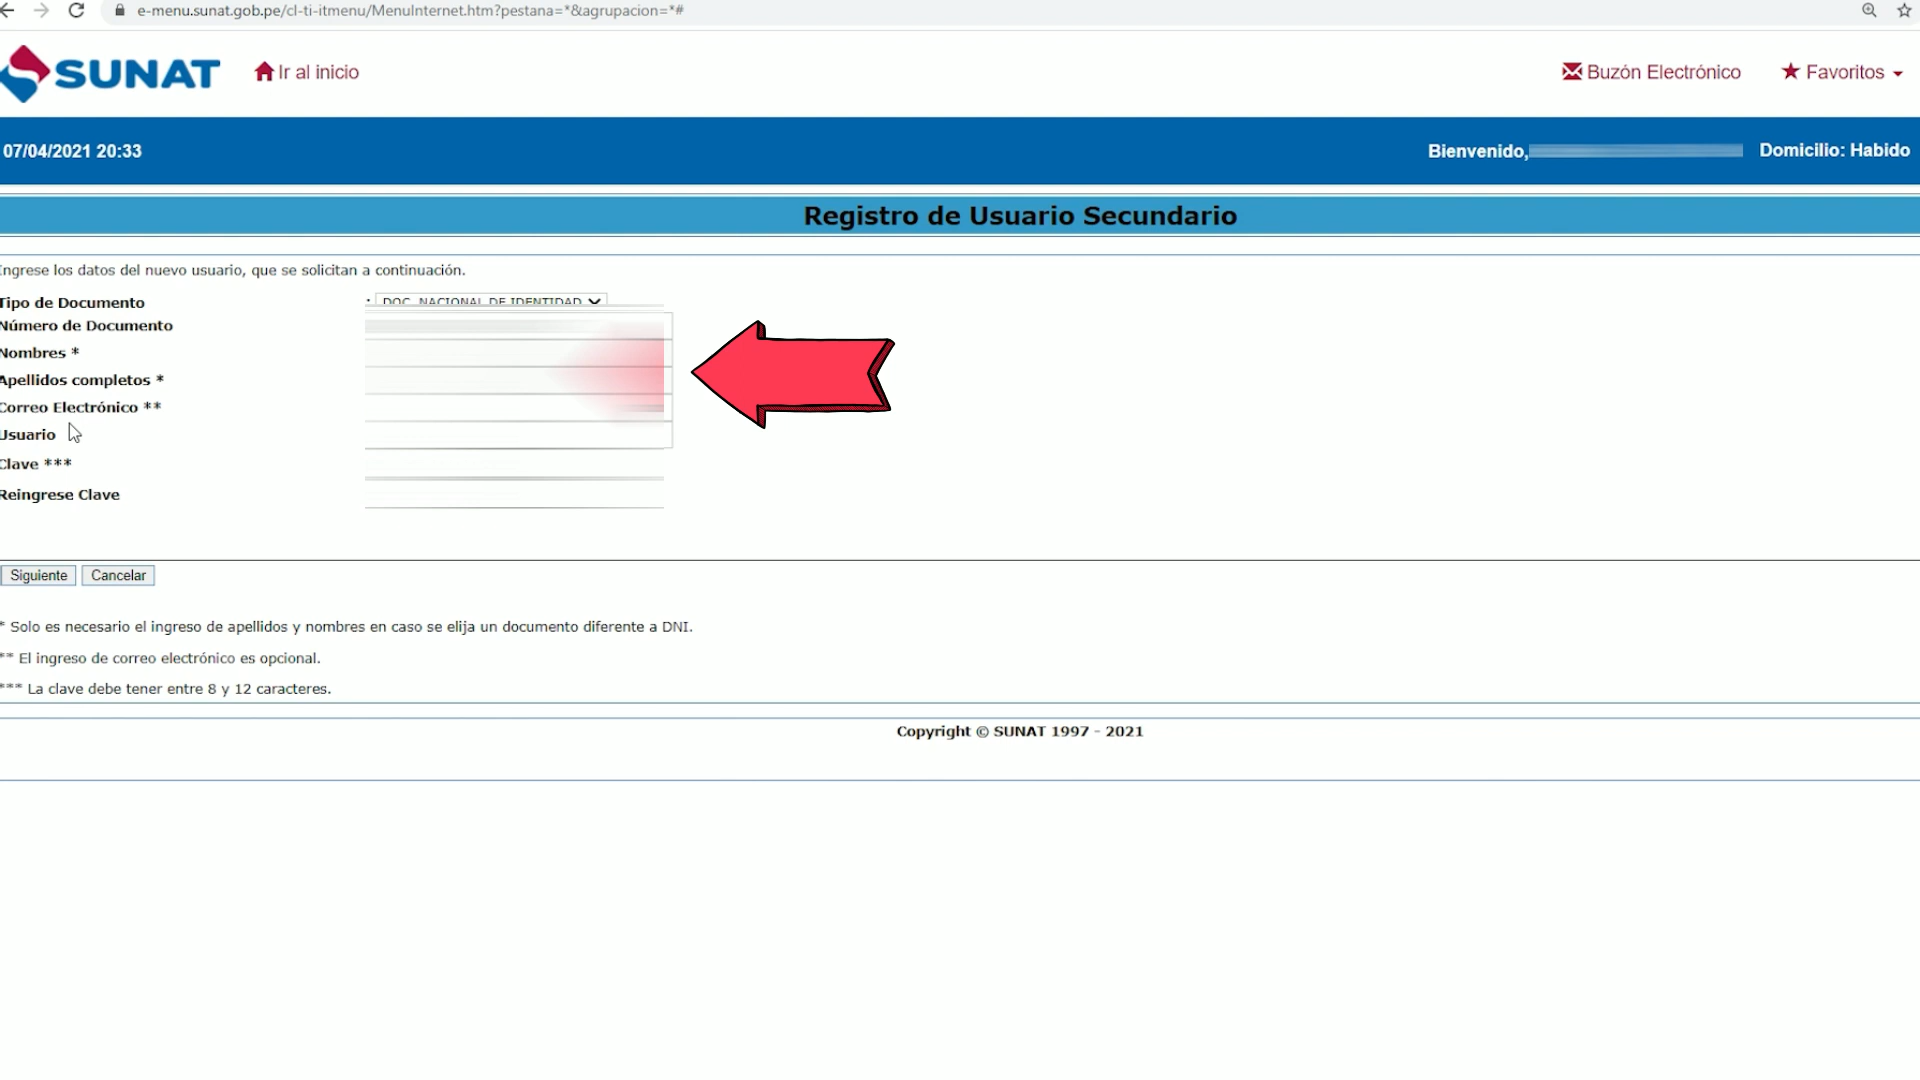 e-menu.sunat.gob.pe/cl-ti-itmenu/MenuInternet.htm?pestana=*&agrupacion=*#
SUNAT
Ir al inicio
Buzón Electrónico
Favoritos
07/04/2021 20:33
Bienvenido,
Domicilio: Habido
Registro de Usuario Secundario
Ingrese los datos del nuevo usuario, que se solicitan a continuación.
Tipo de Documento : DOC. NACIONAL DE IDENTIDAD
Número de Documento
Nombres *
Apellidos completos *
Correo Electrónico **
Usuario
Clave ***
Reingrese Clave
Siguiente
Cancelar
* Solo es necesario el ingreso de apellidos y nombres en caso se elija un documento diferente a DNI.
** El ingreso de correo electrónico es opcional.
*** La clave debe tener entre 8 y 12 caracteres.
Copyright © SUNAT 1997 - 2021